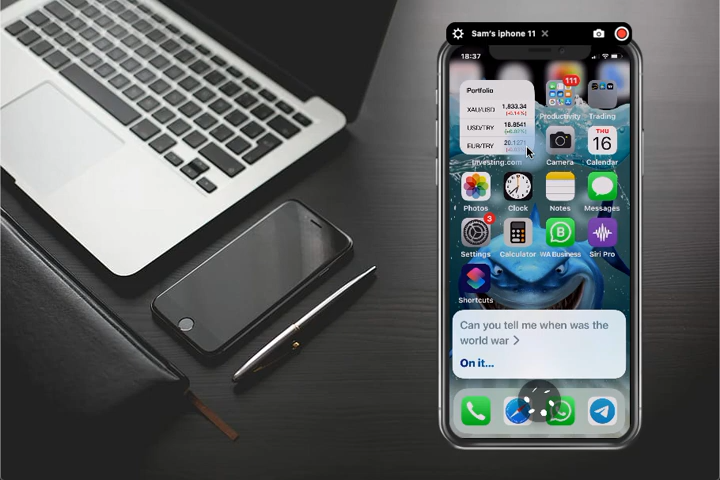 Sam's iphone 11
18:37
Portfolio
XAU/USD 1,833.34
(-0.14%)
USD/TRY 18.8541
EUR/TRY
Investing.com
111
Productivity
Trading
Camera
THU
16
Calendar
Photos
Clock
Notes
Messages
3
Settings
Calculator
WA Business
Siri Pro
Shortcuts
Can you tell me when was the
world war >
On it...